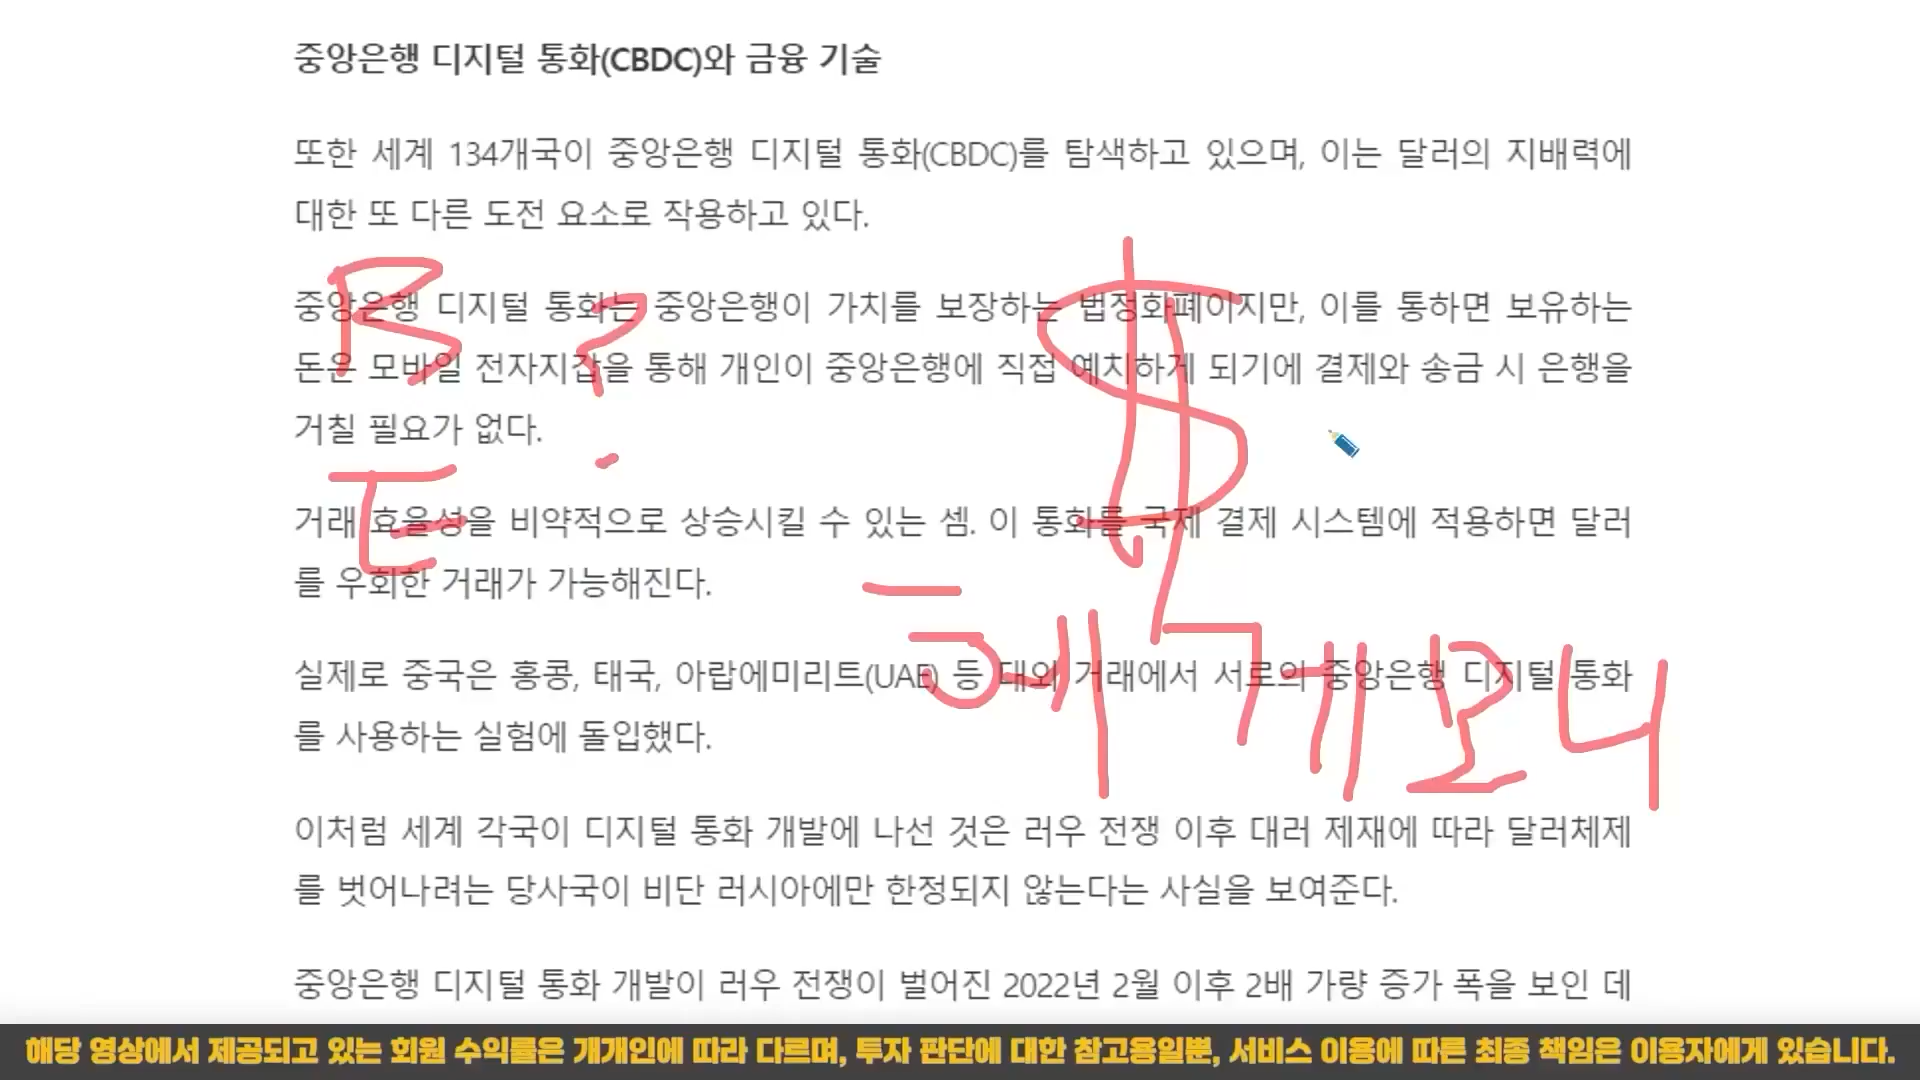 중앙은행 디지털 통화(CBDC)와 금융 기술
또한 세계 134개국이 중앙은행 디지털 통화(CBDC)를 탐색하고 있으며, 이는 달러의 지배력에
대한 또 다른 도전 요소로 작용하고 있다.
중앙은행 디지털 통화는 중앙은행이 가치를 보장하는 법정화폐이지만, 이를 통하면 보유하는
돈은 모바일 전자지갑을 통해 개인이 중앙은행에 직접 예치하게 되기에 결제와 송금 시 은행을
거칠 필요가 없다.
거래 효율성을 비약적으로 상승시킬 수 있는 셈. 이 통화를 국제 결제 시스템에 적용하면 달러
를 우회한 거래가 가능해진다.
실제로 중국은 홍콩, 태국, 아랍에미리트(UAE) 등 대외 거래에서 서로의 중앙은행 디지털 통화
를 사용하는 실험에 돌입했다.
이처럼 세계 각국이 디지털 통화 개발에 나선 것은 러우 전쟁 이후 대러 제재에 따라 달러체제
를 벗어나려는 당사국이 비단 러시아에만 한정되지 않는다는 사실을 보여준다.
중앙은행 디지털 통화 개발이 러우 전쟁이 벌어진 2022년 2월 이후 2배 가량 증가 폭을 보인 데
R ?
E
$
헤게모니
해당 영상에서 제공되고 있는 회원 수익률은 개개인에 따라 다르며, 투자 판단에 대한 참고용일뿐, 서비스 이용에 따른 최종 책임은 이용자에게 있습니다.